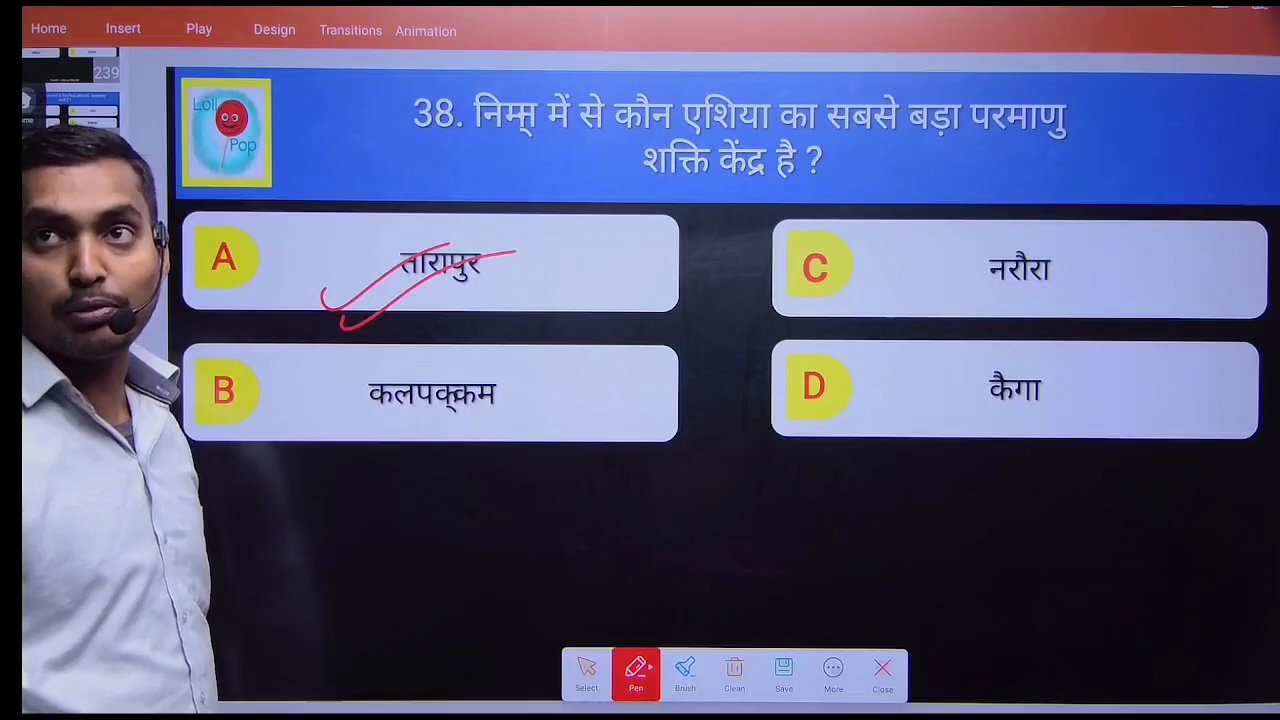 Home Insert Play Design Transitions Animation
239
Lolli
Pop
38. निम्न में से कौन एशिया का सबसे बड़ा परमाणु
शक्ति केंद्र है ?
A तारापुर
C नरौरा
B कलपक्कम
D कैगा
Select Pen Brush Clean Save More Close